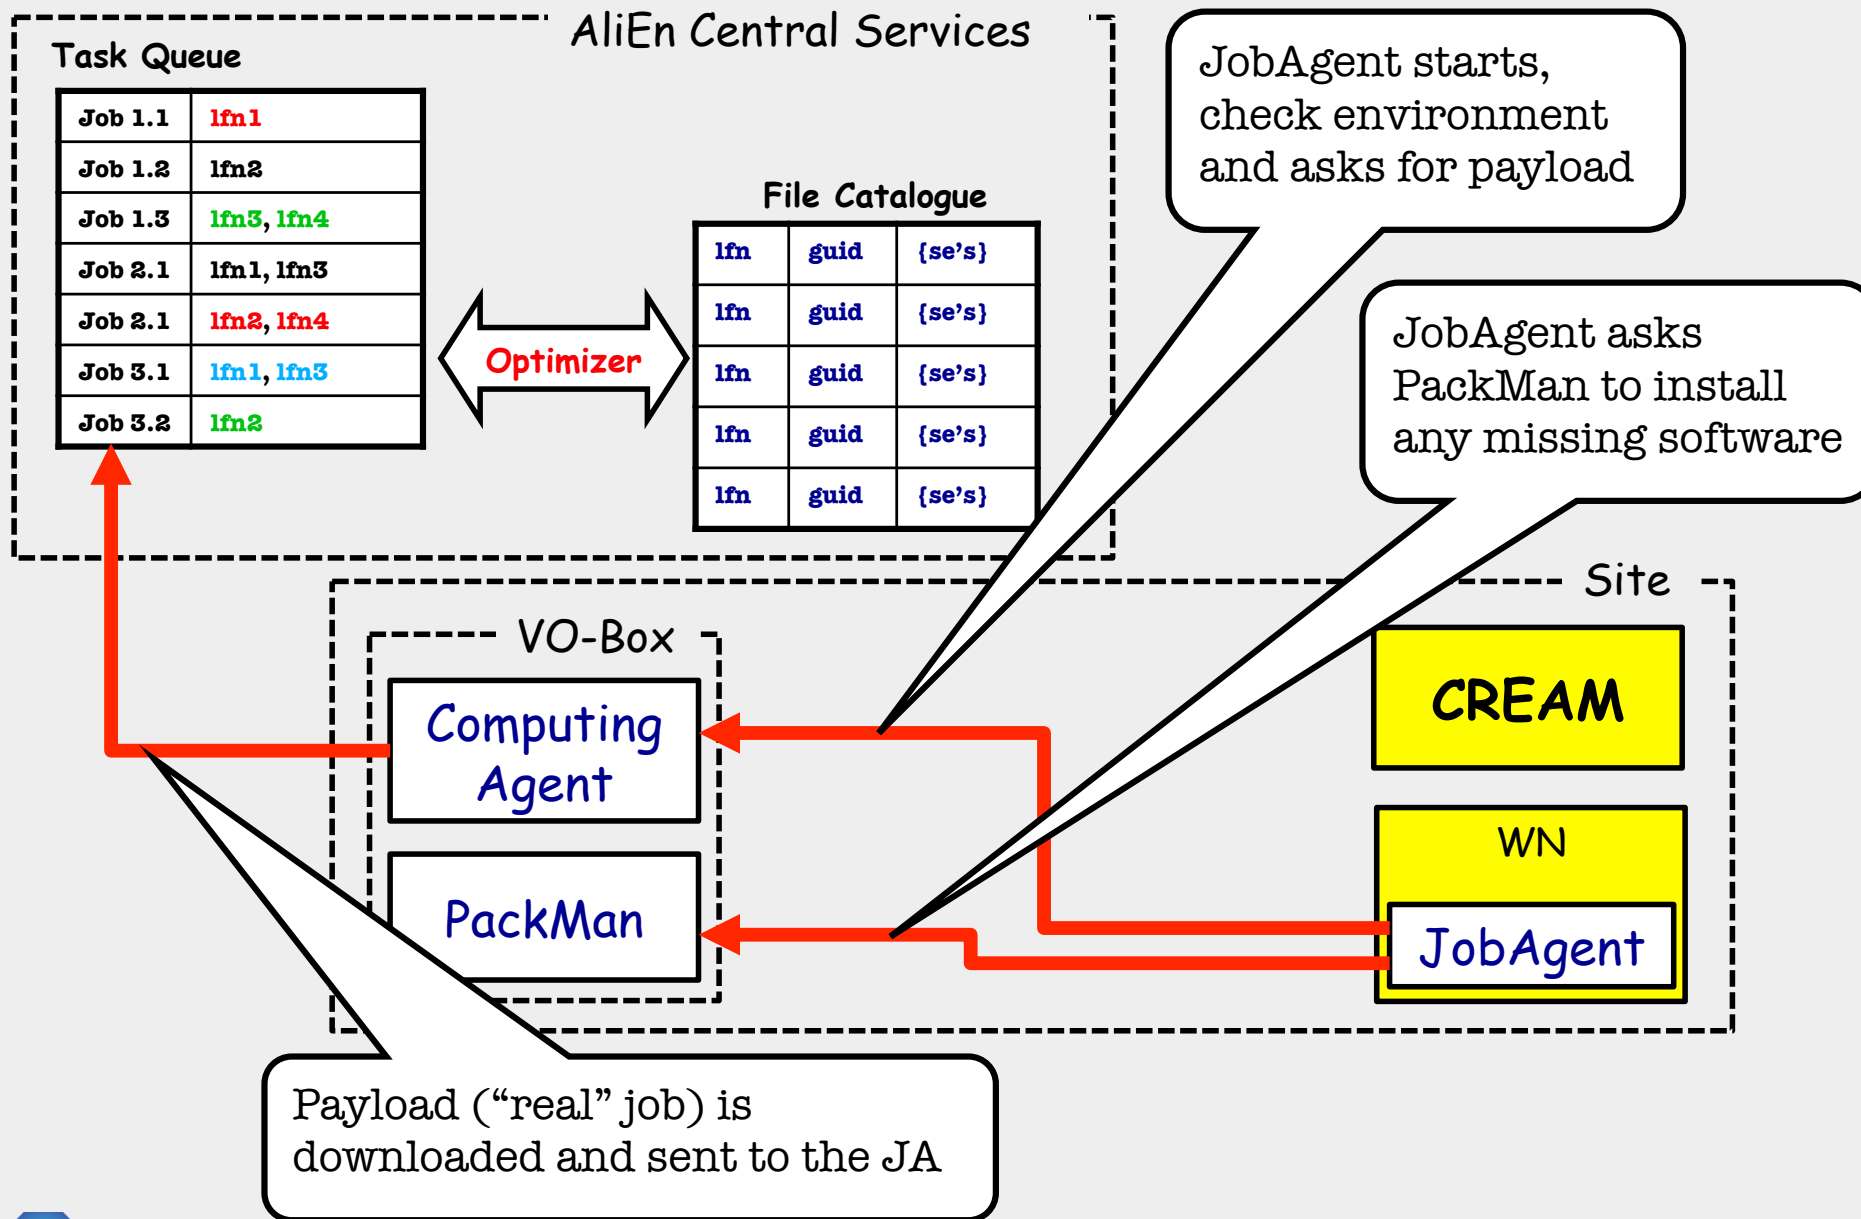 AliEn Central Services
Task Queue
Job 1.1 lfn1
Job 1.2 lfn2
Job 1.3 lfn3, lfn4
Job 2.1 lfn1, lfn3
Job 2.1 lfn2, lfn4
Job 3.1 lfn1, lfn3
Job 3.2 lfn2
Optimizer
File Catalogue
lfn guid {se's}
lfn guid {se's}
lfn guid {se's}
lfn guid {se's}
lfn guid {se's}
JobAgent starts,
check environment
and asks for payload
JobAgent asks
PackMan to install
any missing software
Site
VO-Box
Computing
Agent
PackMan
CREAM
WN
JobAgent
Payload (“real” job) is
downloaded and sent to the JA